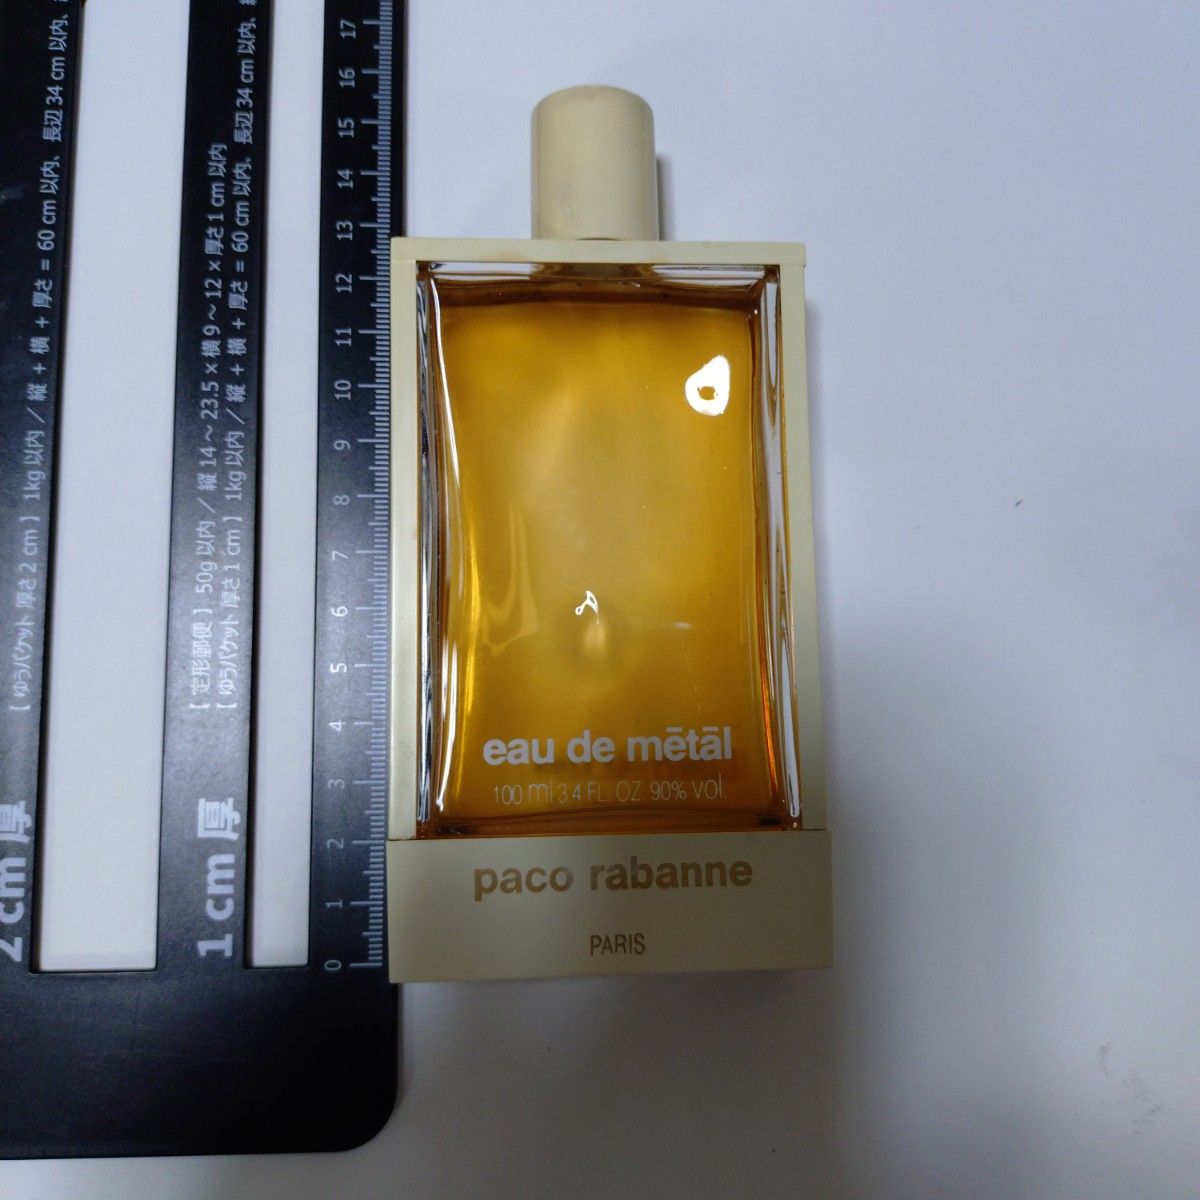 eau de mētāl
100 ml 3.4 FL. OZ 90% vol.
paco rabanne
PARIS
2 cm 厚
【 ゆうパケット 厚さ 2 cm 】 1kg 以内 ／ 縦 + 横 + 厚さ = 60 cm 以内、長辺 34 cm 以内、
1 cm 厚
【 定形郵便 】 50g 以内 ／ 縦 14～ 23.5 × 横 9～ 12 × 厚さ 1 cm 以内
【 ゆうパケット 厚さ 1 cm 】 1kg 以内 ／ 縦 + 横 + 厚さ = 60 cm 以内、長辺 34 cm 以内、
0 1 2 3 4 5 6 7 8 9 10 11 12 13 14 15 16 17